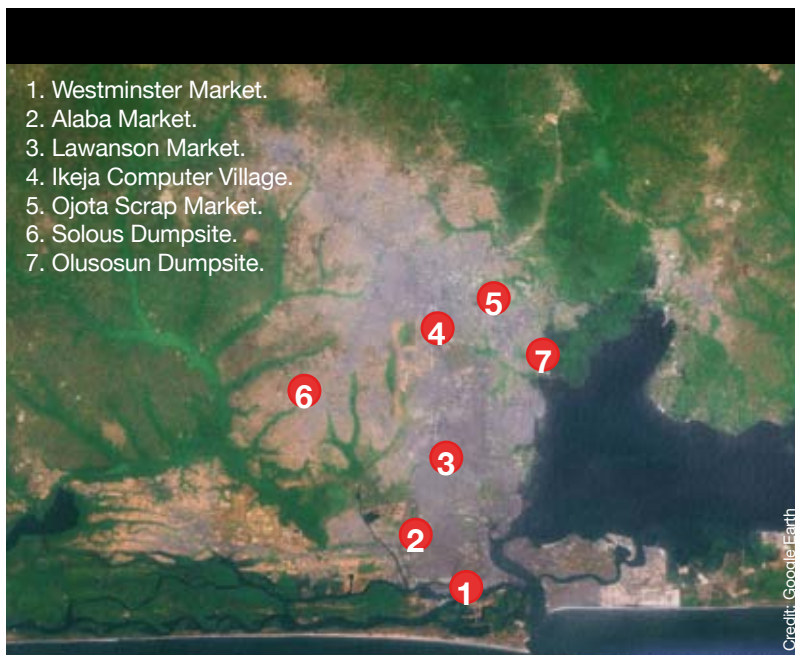 1. Westminster Market.
2. Alaba Market.
3. Lawanson Market.
4. Ikeja Computer Village.
5. Ojota Scrap Market.
6. Solous Dumpsite.
7. Olusosun Dumpsite.
5
4
7
6
3
2
1
Credit: Google Earth